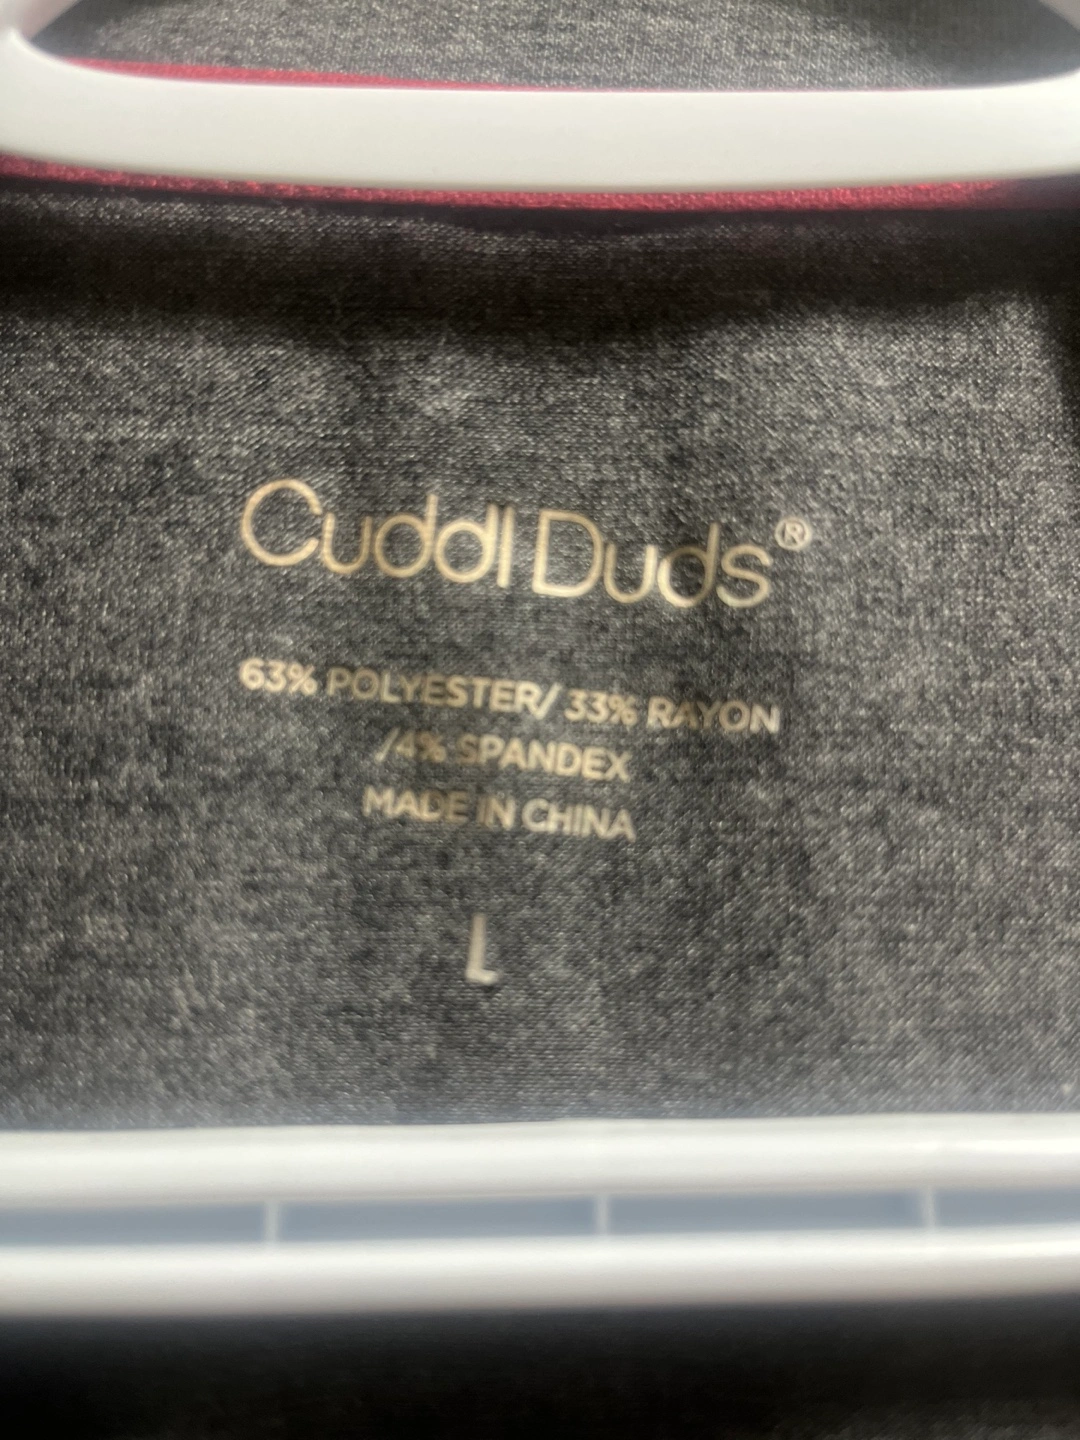 Cuddl Duds®
63% POLYESTER/ 33% RAYON
/4% SPANDEX
MADE IN CHINA
L